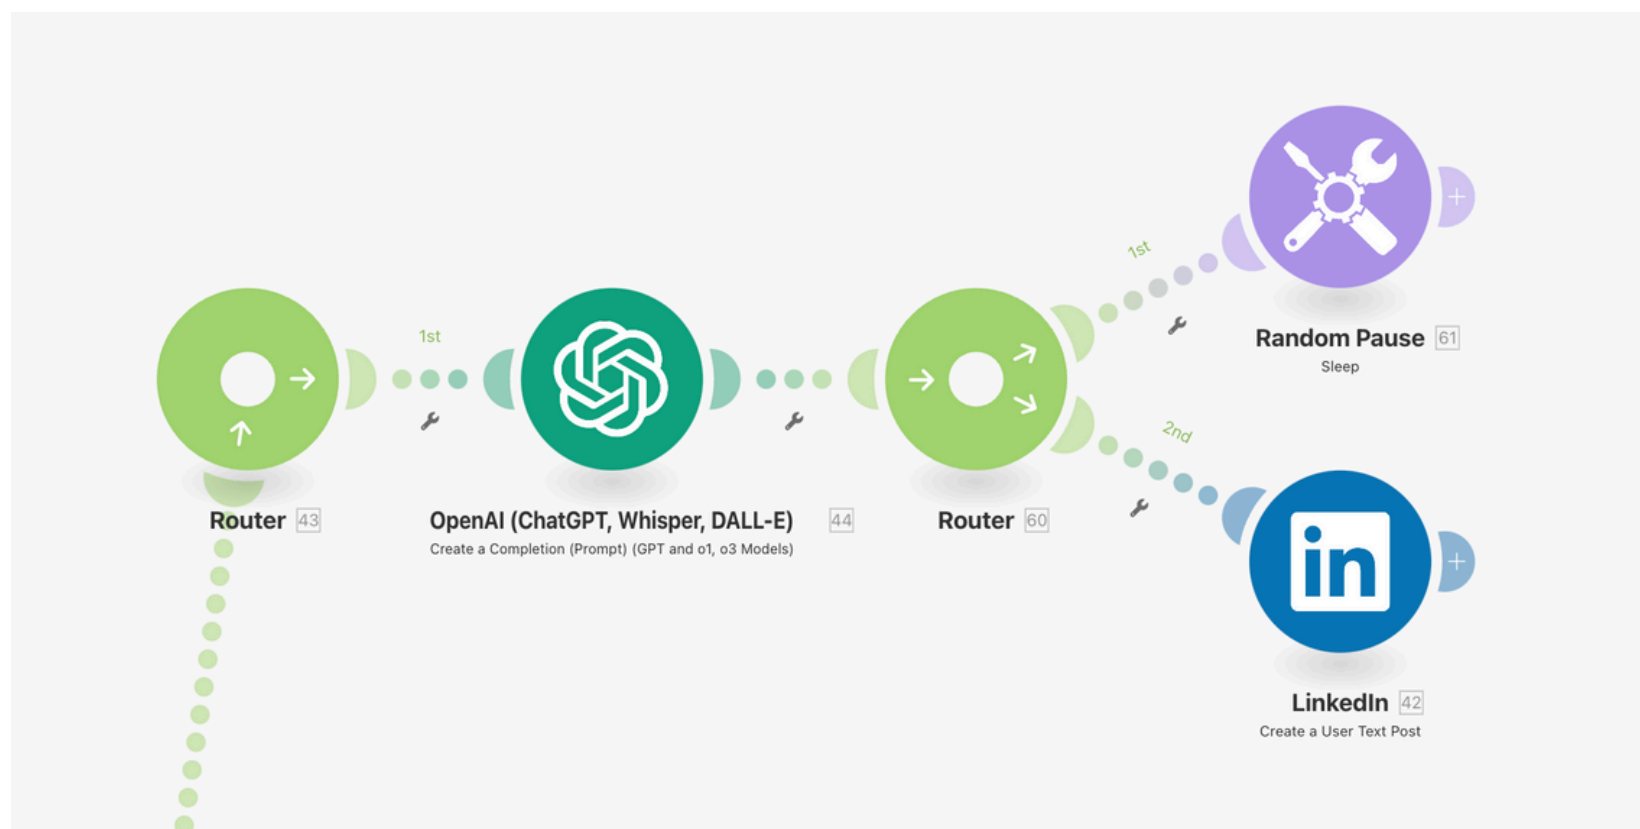 1st
Router 43
OpenAI (ChatGPT, Whisper, DALL-E) 44
Create a Completion (Prompt) (GPT and o1, o3 Models)
Router 60
1st
Random Pause 61
Sleep
2nd
in
LinkedIn 42
Create a User Text Post